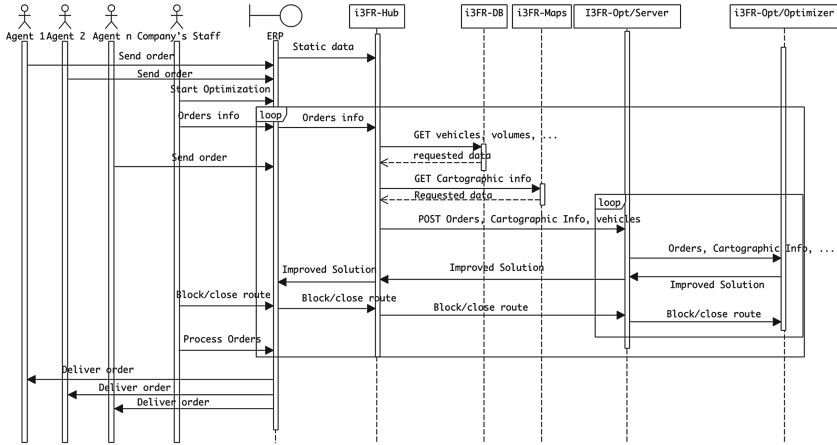 i3FR-Hub
i3FR-DB
i3FR-Maps
I3FR-Opt/Server
i3FR-Opt/Optimizer
Agent 1
Agent 2
Agent n
Company's Staff
ERP
Static data
Send order
Send order
Start Optimization
loop
Orders info
Orders info
GET vehicles, volumes, ...
requested data
Send order
GET Cartographic info
Requested data
loop
POST Orders, Cartographic Info, vehicles
Orders, Cartographic Info, ...
Improved Solution
Improved Solution
Improved Solution
Block/close route
Block/close route
Block/close route
Block/close route
Process Orders
Deliver order
Deliver order
Deliver order